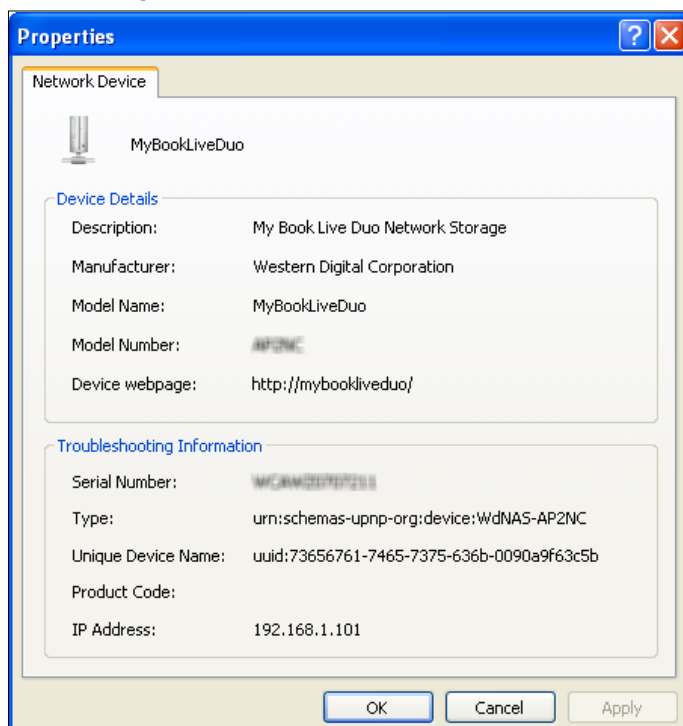 Properties
Network Device
MyBookLiveDuo
Device Details
Description: My Book Live Duo Network Storage
Manufacturer: Western Digital Corporation
Model Name: MyBookLiveDuo
Model Number:
Device webpage: http://mybookliveduo/
Troubleshooting Information
Serial Number:
Type: urn:schemas-upnp-org:device:WdNAS-AP2NC
Unique Device Name: uuid:73656761-7465-7375-636b-0090a9f63c5b
Product Code:
IP Address: 192.168.1.101
OK Cancel Apply